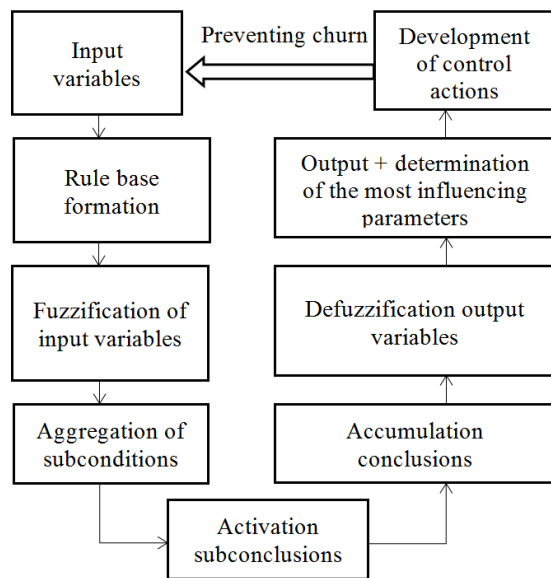 Input
variables
Preventing churn
Development
of control
actions
Rule base
formation
Output + determination
of the most influencing
parameters
Fuzzification of
input variables
Defuzzification output
variables
Aggregation of
subconditions
Accumulation
conclusions
Activation
subconclusions